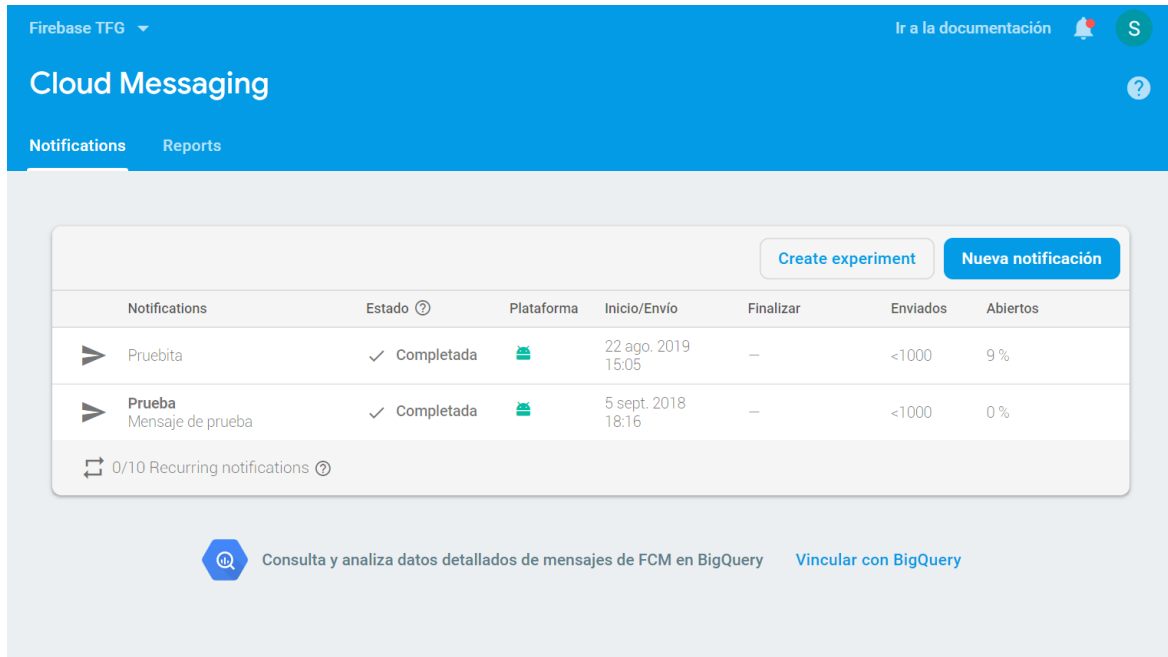 Firebase TFG
Ir a la documentación
S
Cloud Messaging
?
Notifications Reports
Create experiment Nueva notificación
Notifications Estado ? Plataforma Inicio/Envío Finalizar Enviados Abiertos
Pruebita Completada 22 ago. 2019 15:05 — <1000 9 %
Prueba
Mensaje de prueba Completada 5 sept. 2018 18:16 — <1000 0 %
0/10 Recurring notifications ?
Consulta y analiza datos detallados de mensajes de FCM en BigQuery Vincular con BigQuery